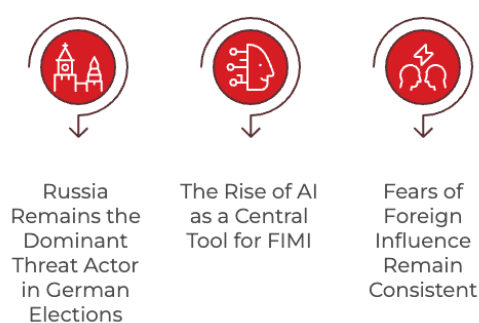 Russia
Remains the
Dominant
Threat Actor
in German
Elections
The Rise of AI
as a Central
Tool for FIMI
Fears of
Foreign
Influence
Remain
Consistent